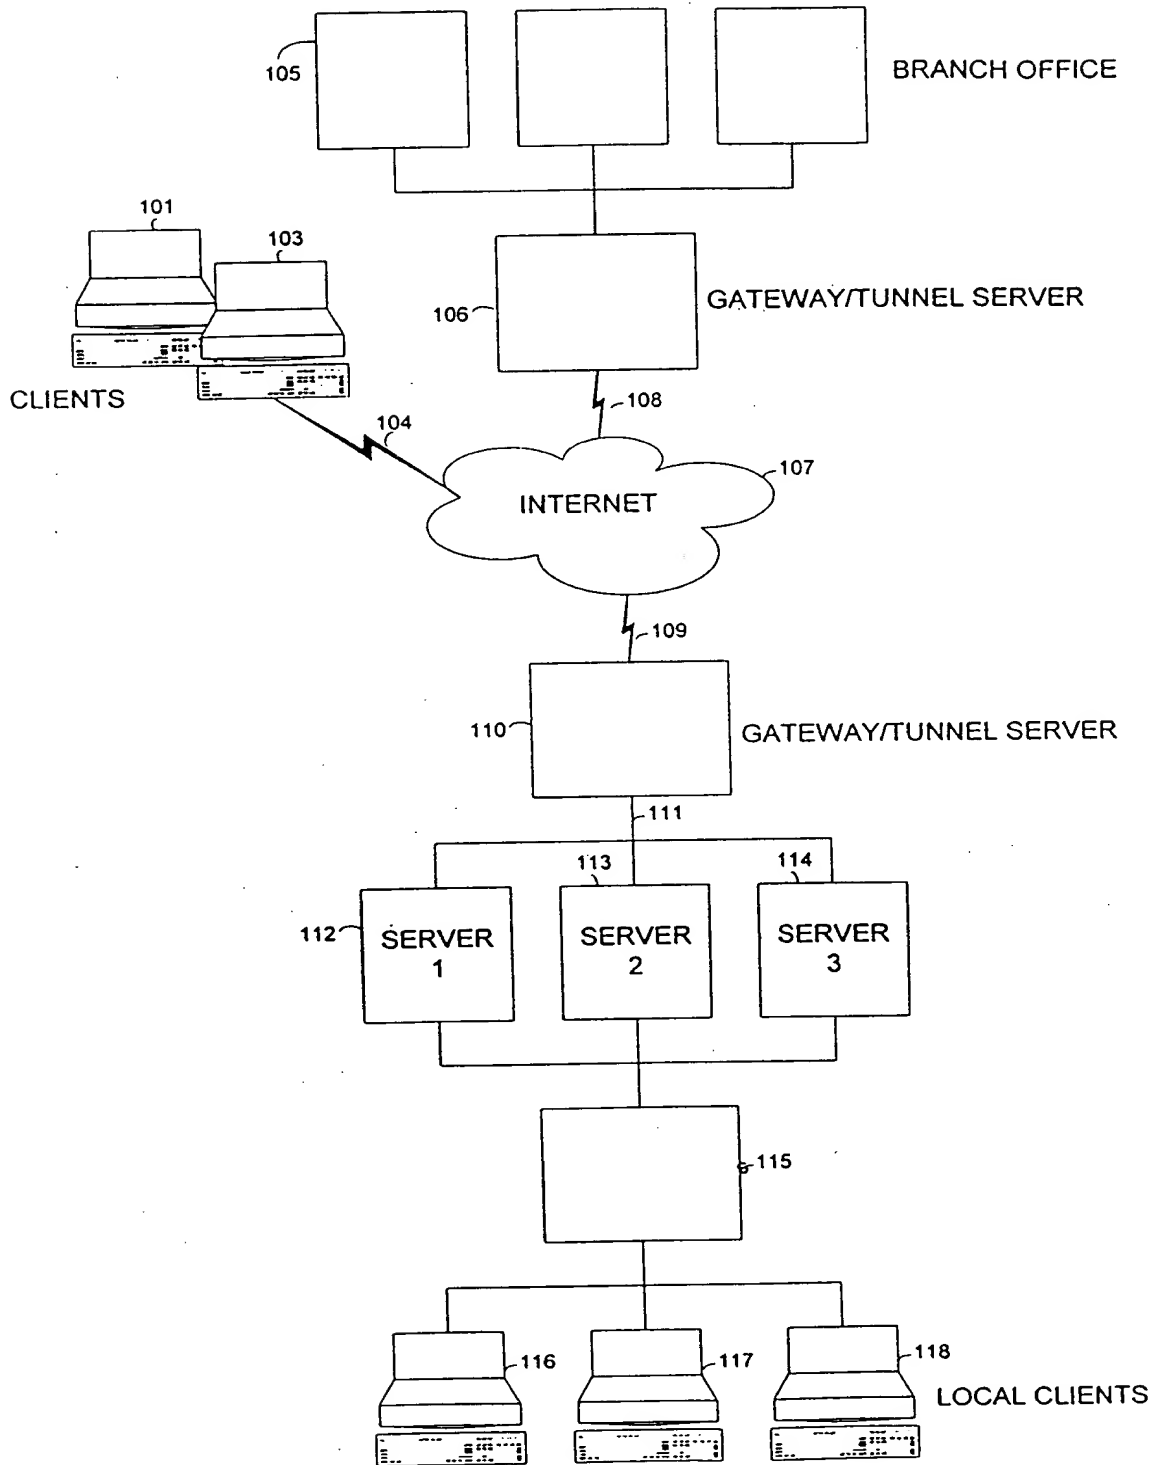 105
BRANCH OFFICE
101
103
106
GATEWAY/TUNNEL SERVER
CLIENTS
108
104
107
INTERNET
109
110
GATEWAY/TUNNEL SERVER
111
113
114
112
SERVER
1
SERVER
2
SERVER
3
115
116
117
118
LOCAL CLIENTS